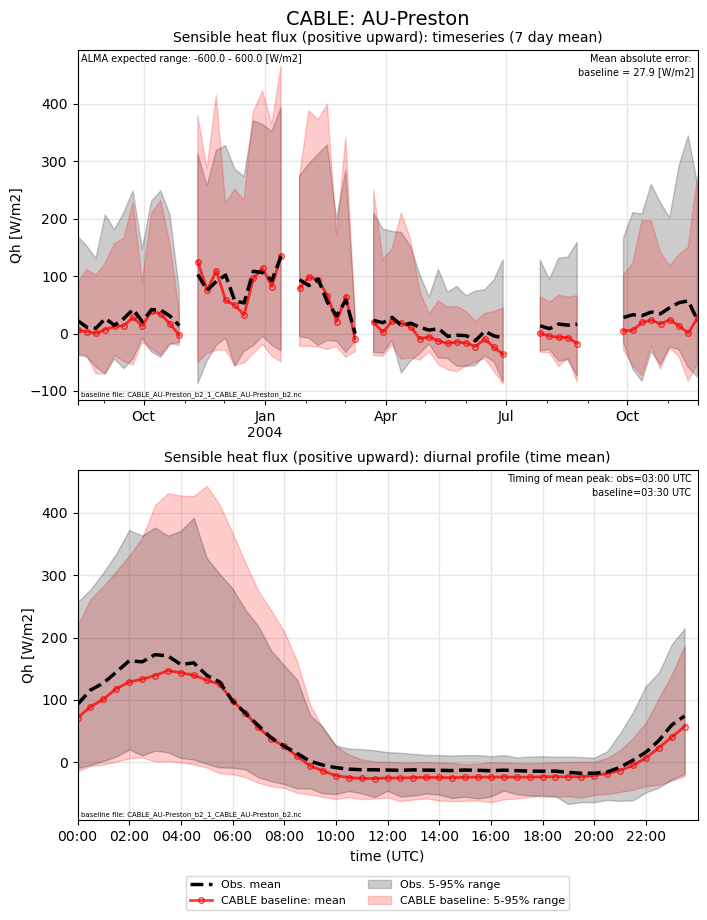 CABLE: AU-Preston
Sensible heat flux (positive upward): timeseries (7 day mean)
ALMA expected range: -600.0 - 600.0 [W/m2]
Mean absolute error:
baseline = 27.9 [W/m2]
400
300
200
100
0
−100
Qh [W/m2]
baseline file: CABLE_AU-Preston_b2_1_CABLE_AU-Preston_b2.nc
Oct
Jan
2004
Apr
Jul
Oct
Sensible heat flux (positive upward): diurnal profile (time mean)
Timing of mean peak: obs=03:00 UTC
baseline=03:30 UTC
400
300
200
100
0
Qh [W/m2]
baseline file: CABLE_AU-Preston_b2_1_CABLE_AU-Preston_b2.nc
00:00 02:00 04:00 06:00 08:00 10:00 12:00 14:00 16:00 18:00 20:00 22:00
time (UTC)
Obs. mean
CABLE baseline: mean
Obs. 5-95% range
CABLE baseline: 5-95% range